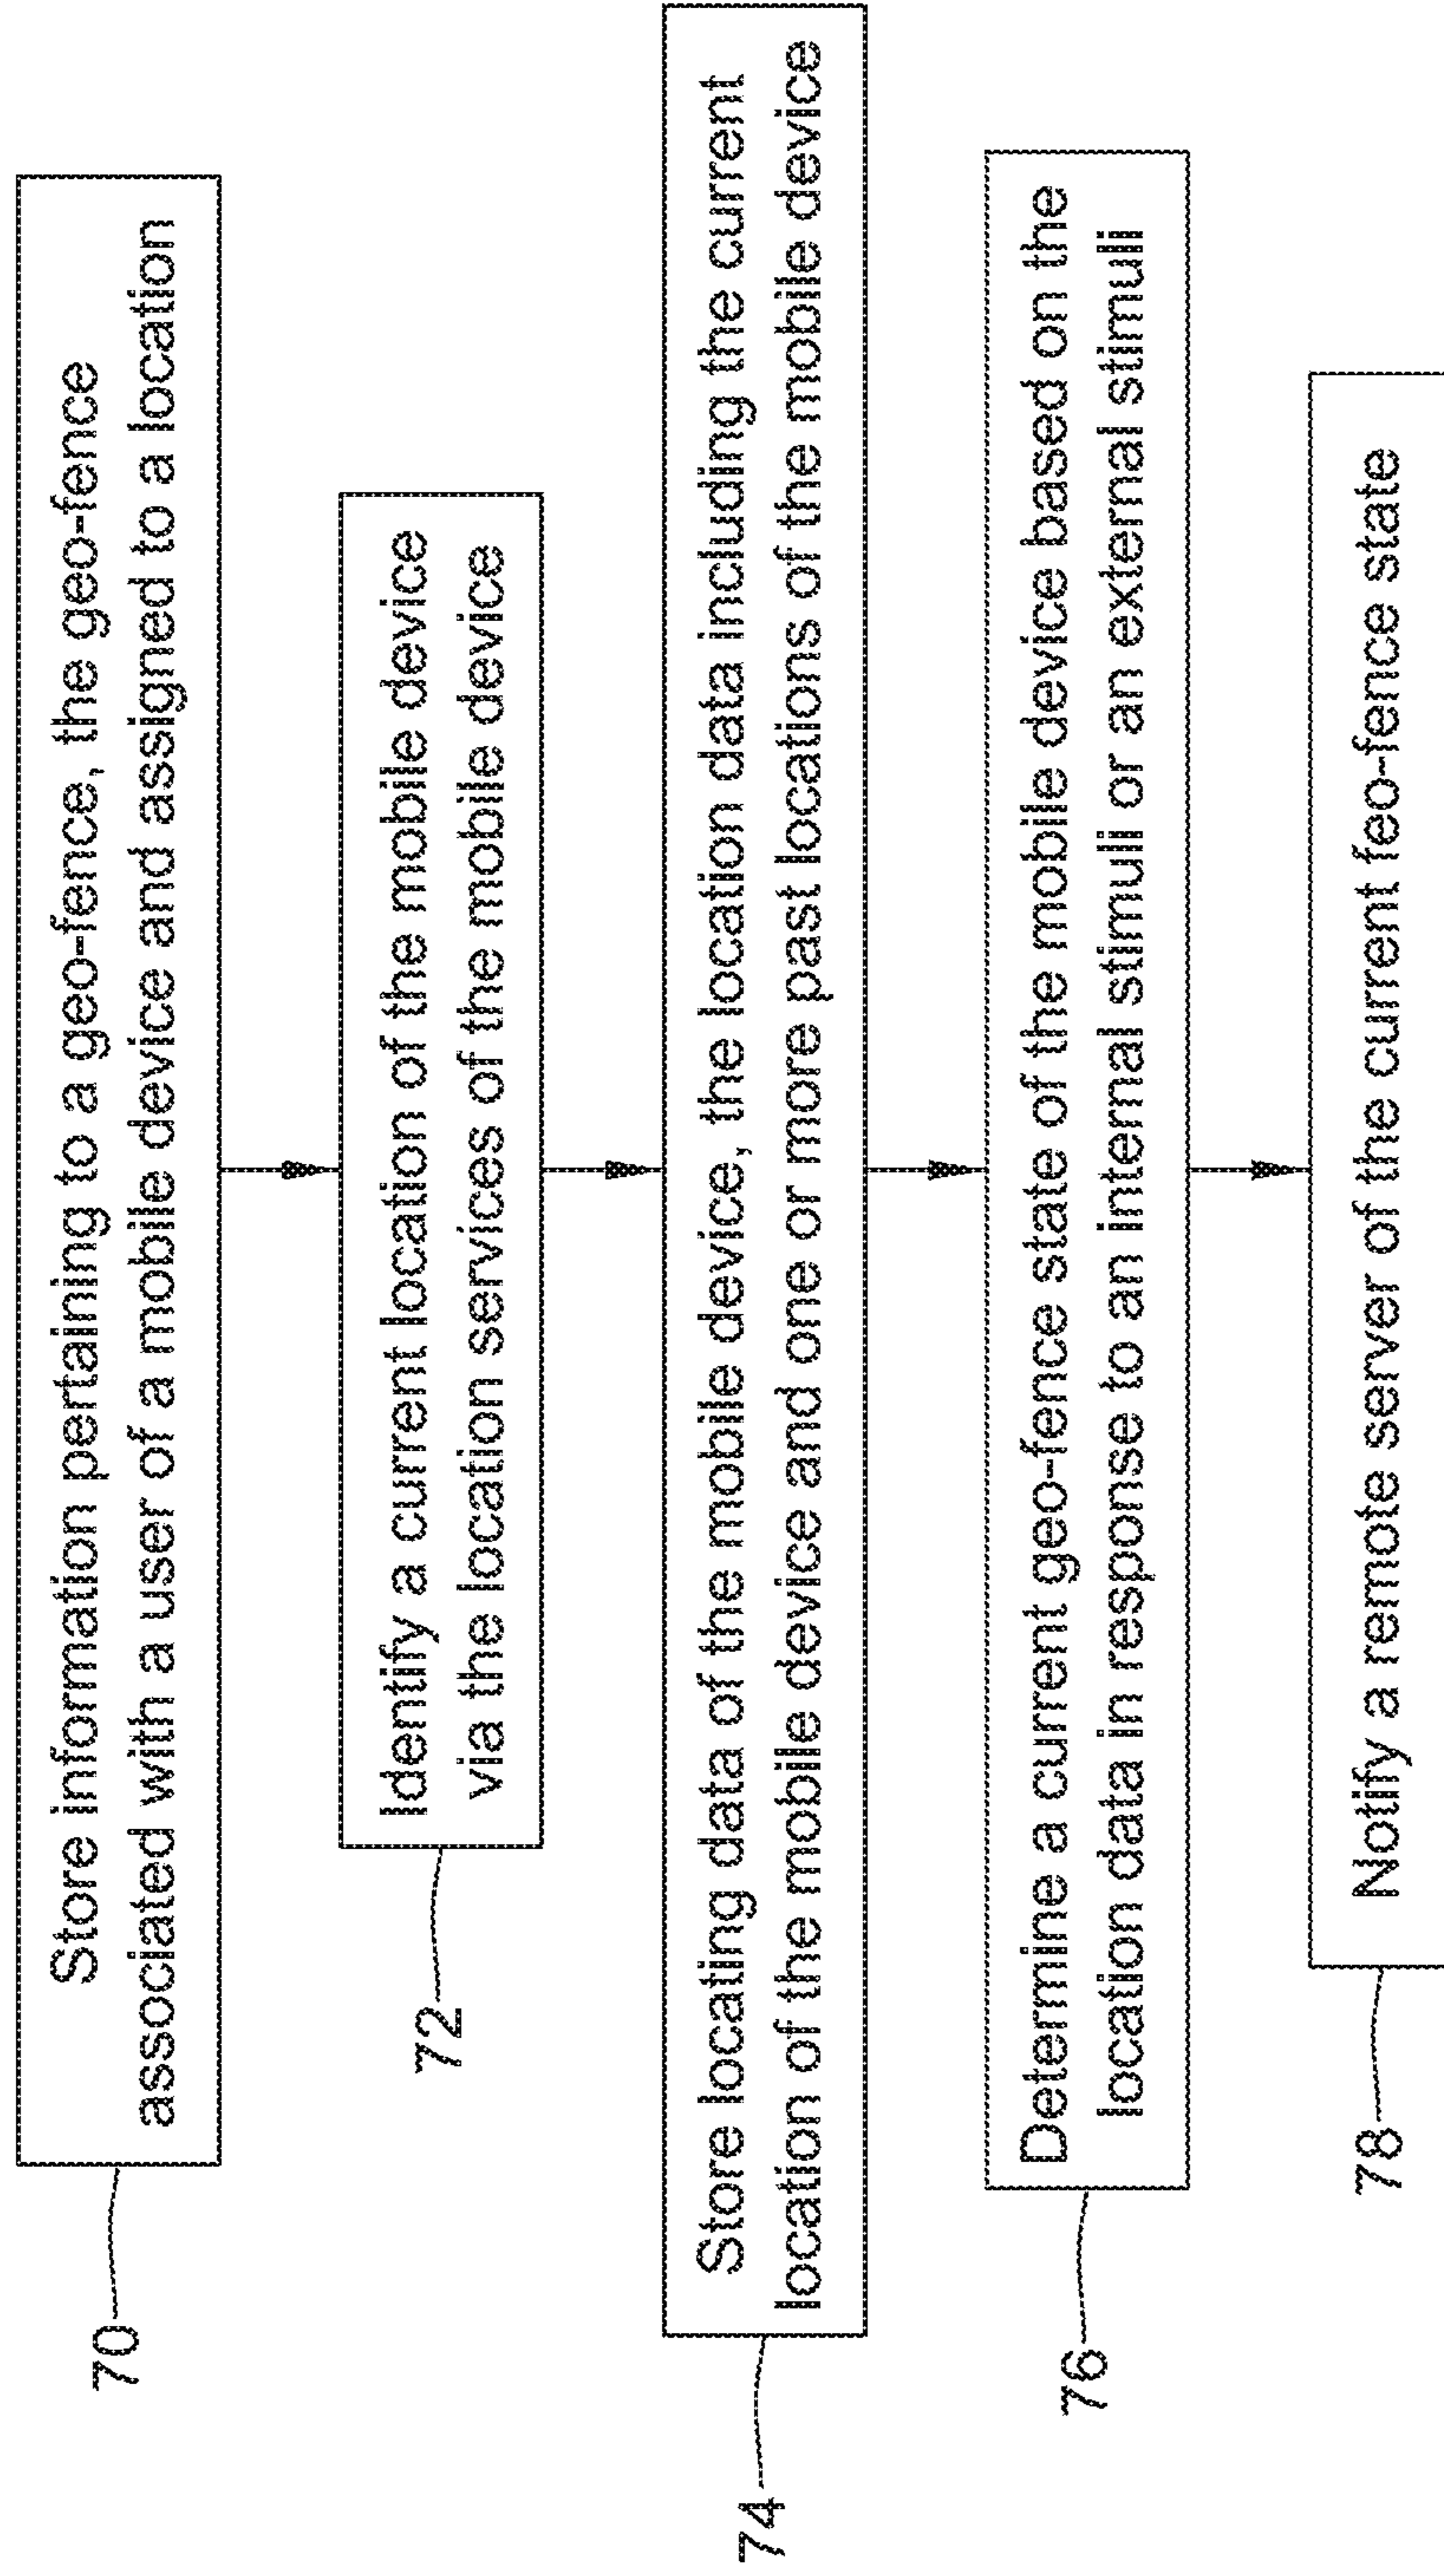 Store information pertaining to a geo-fence, the geo-fence
associated with a user of a mobile device and assigned to a location
70
Identify a current location of the mobile device
via the location services of the mobile device
72
Store locating data of the mobile device, the location data including the current
location of the mobile device and one or more past locations of the mobile device
74
Determine a current geo-fence state of the mobile device based on the
location data in response to an internal stimuli or an external stimuli
76
Notify a remote server of the current feo-fence state
78